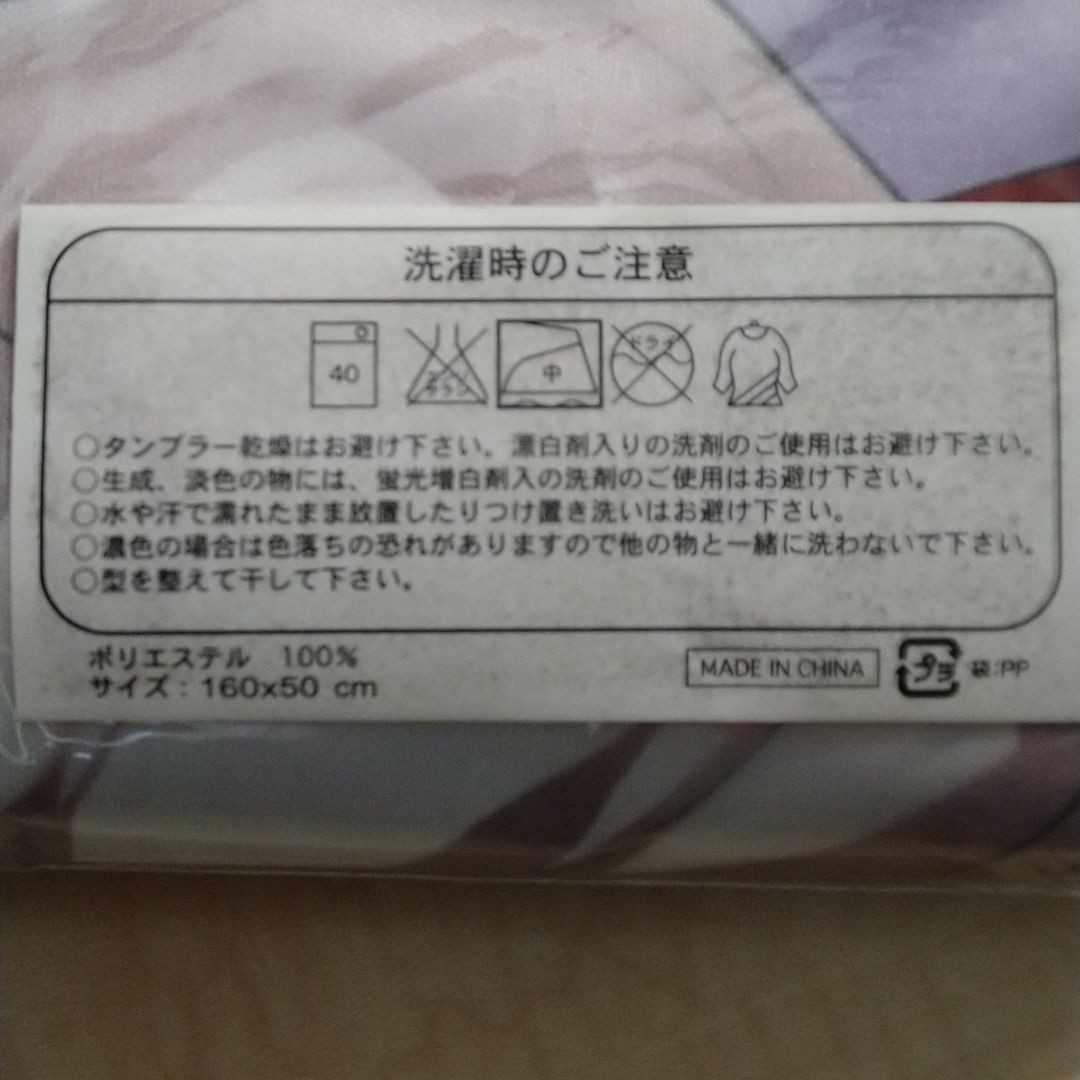 洗濯時のご注意
40 中 ドライ
○タンブラー乾燥はお避け下さい。漂白剤入りの洗剤のご使用はお避け下さい。
○生成、淡色の物には、蛍光増白剤入の洗剤のご使用はお避け下さい。
○水や汗で濡れたまま放置したりつけ置き洗いはお避け下さい。
○濃色の場合は色落ちの恐れがありますので他の物と一緒に洗わないで下さい。
○型を整えて干して下さい。
ポリエステル 100%
サイズ：160x50 cm
MADE IN CHINA プラ 袋:PP